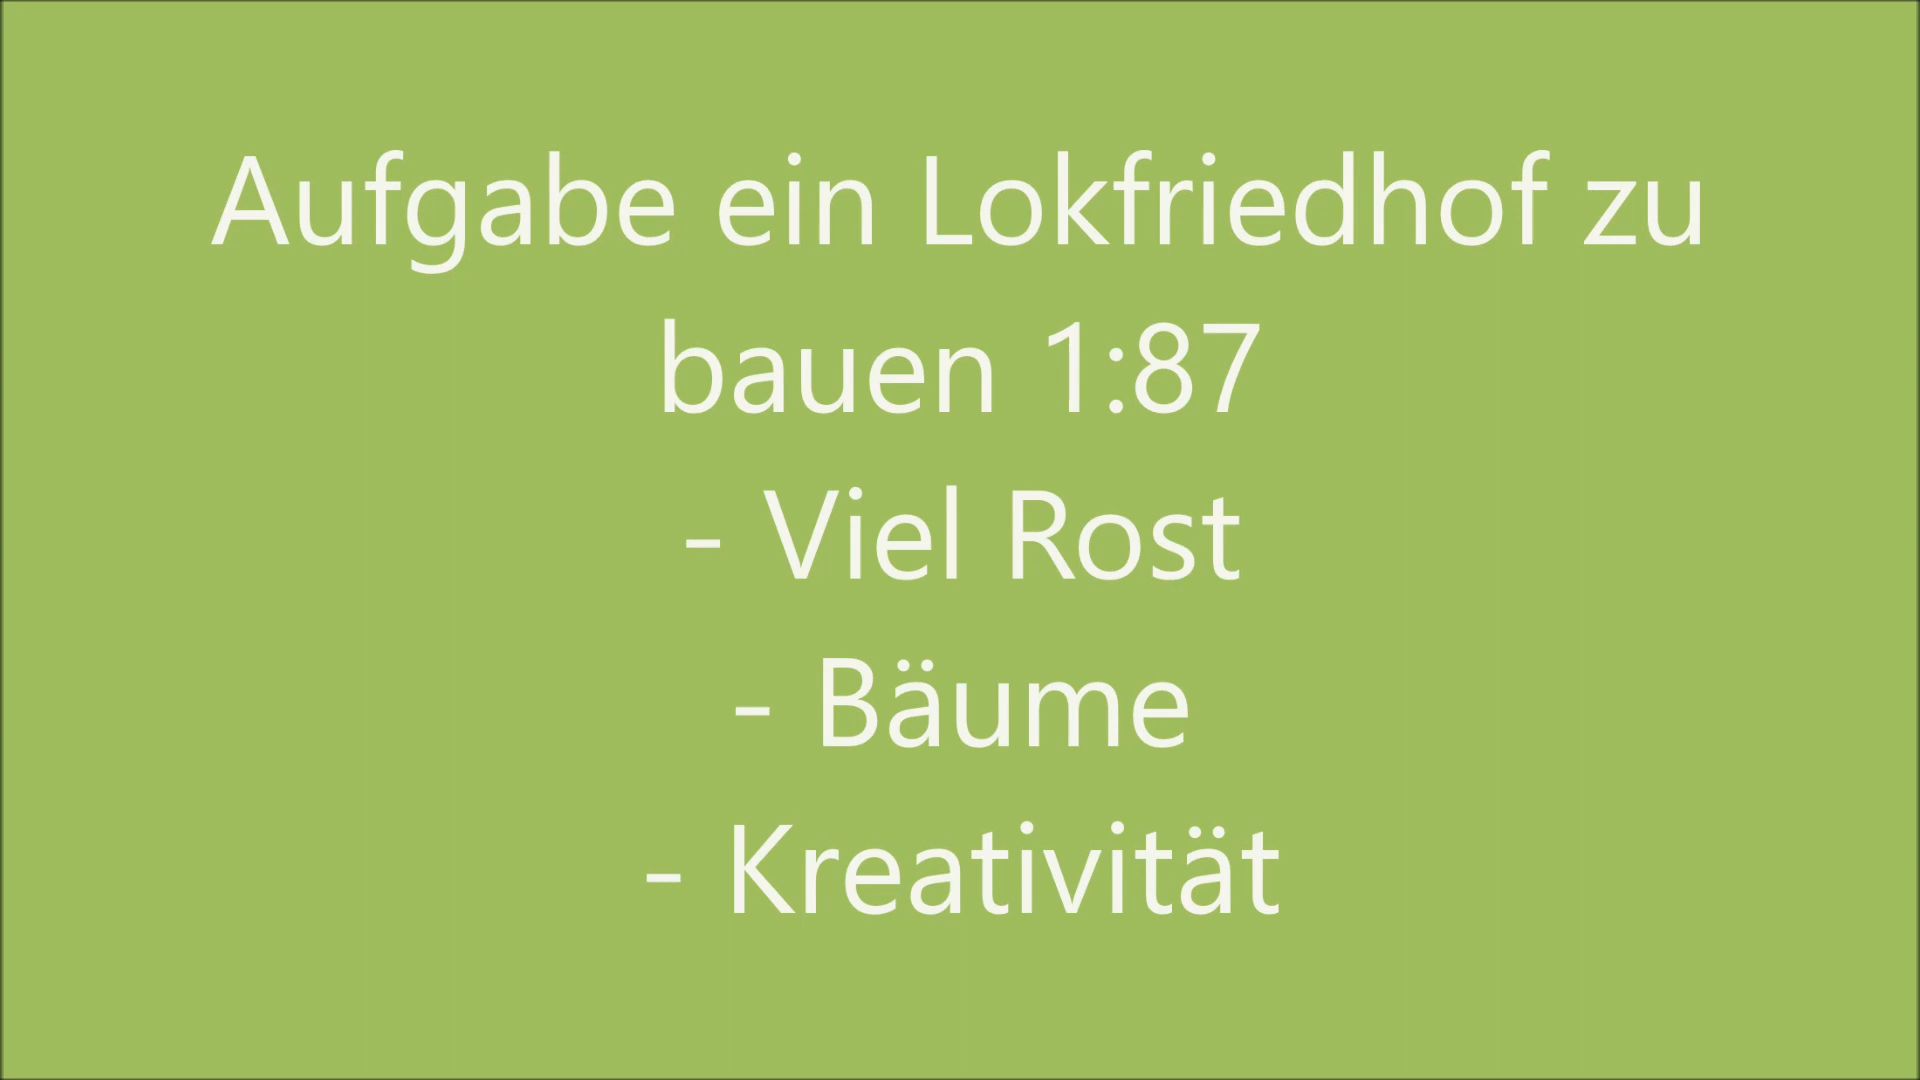 Aufgabe ein Lokfriedhof zu
bauen 1:87
- Viel Rost
- Bäume
- Kreativität